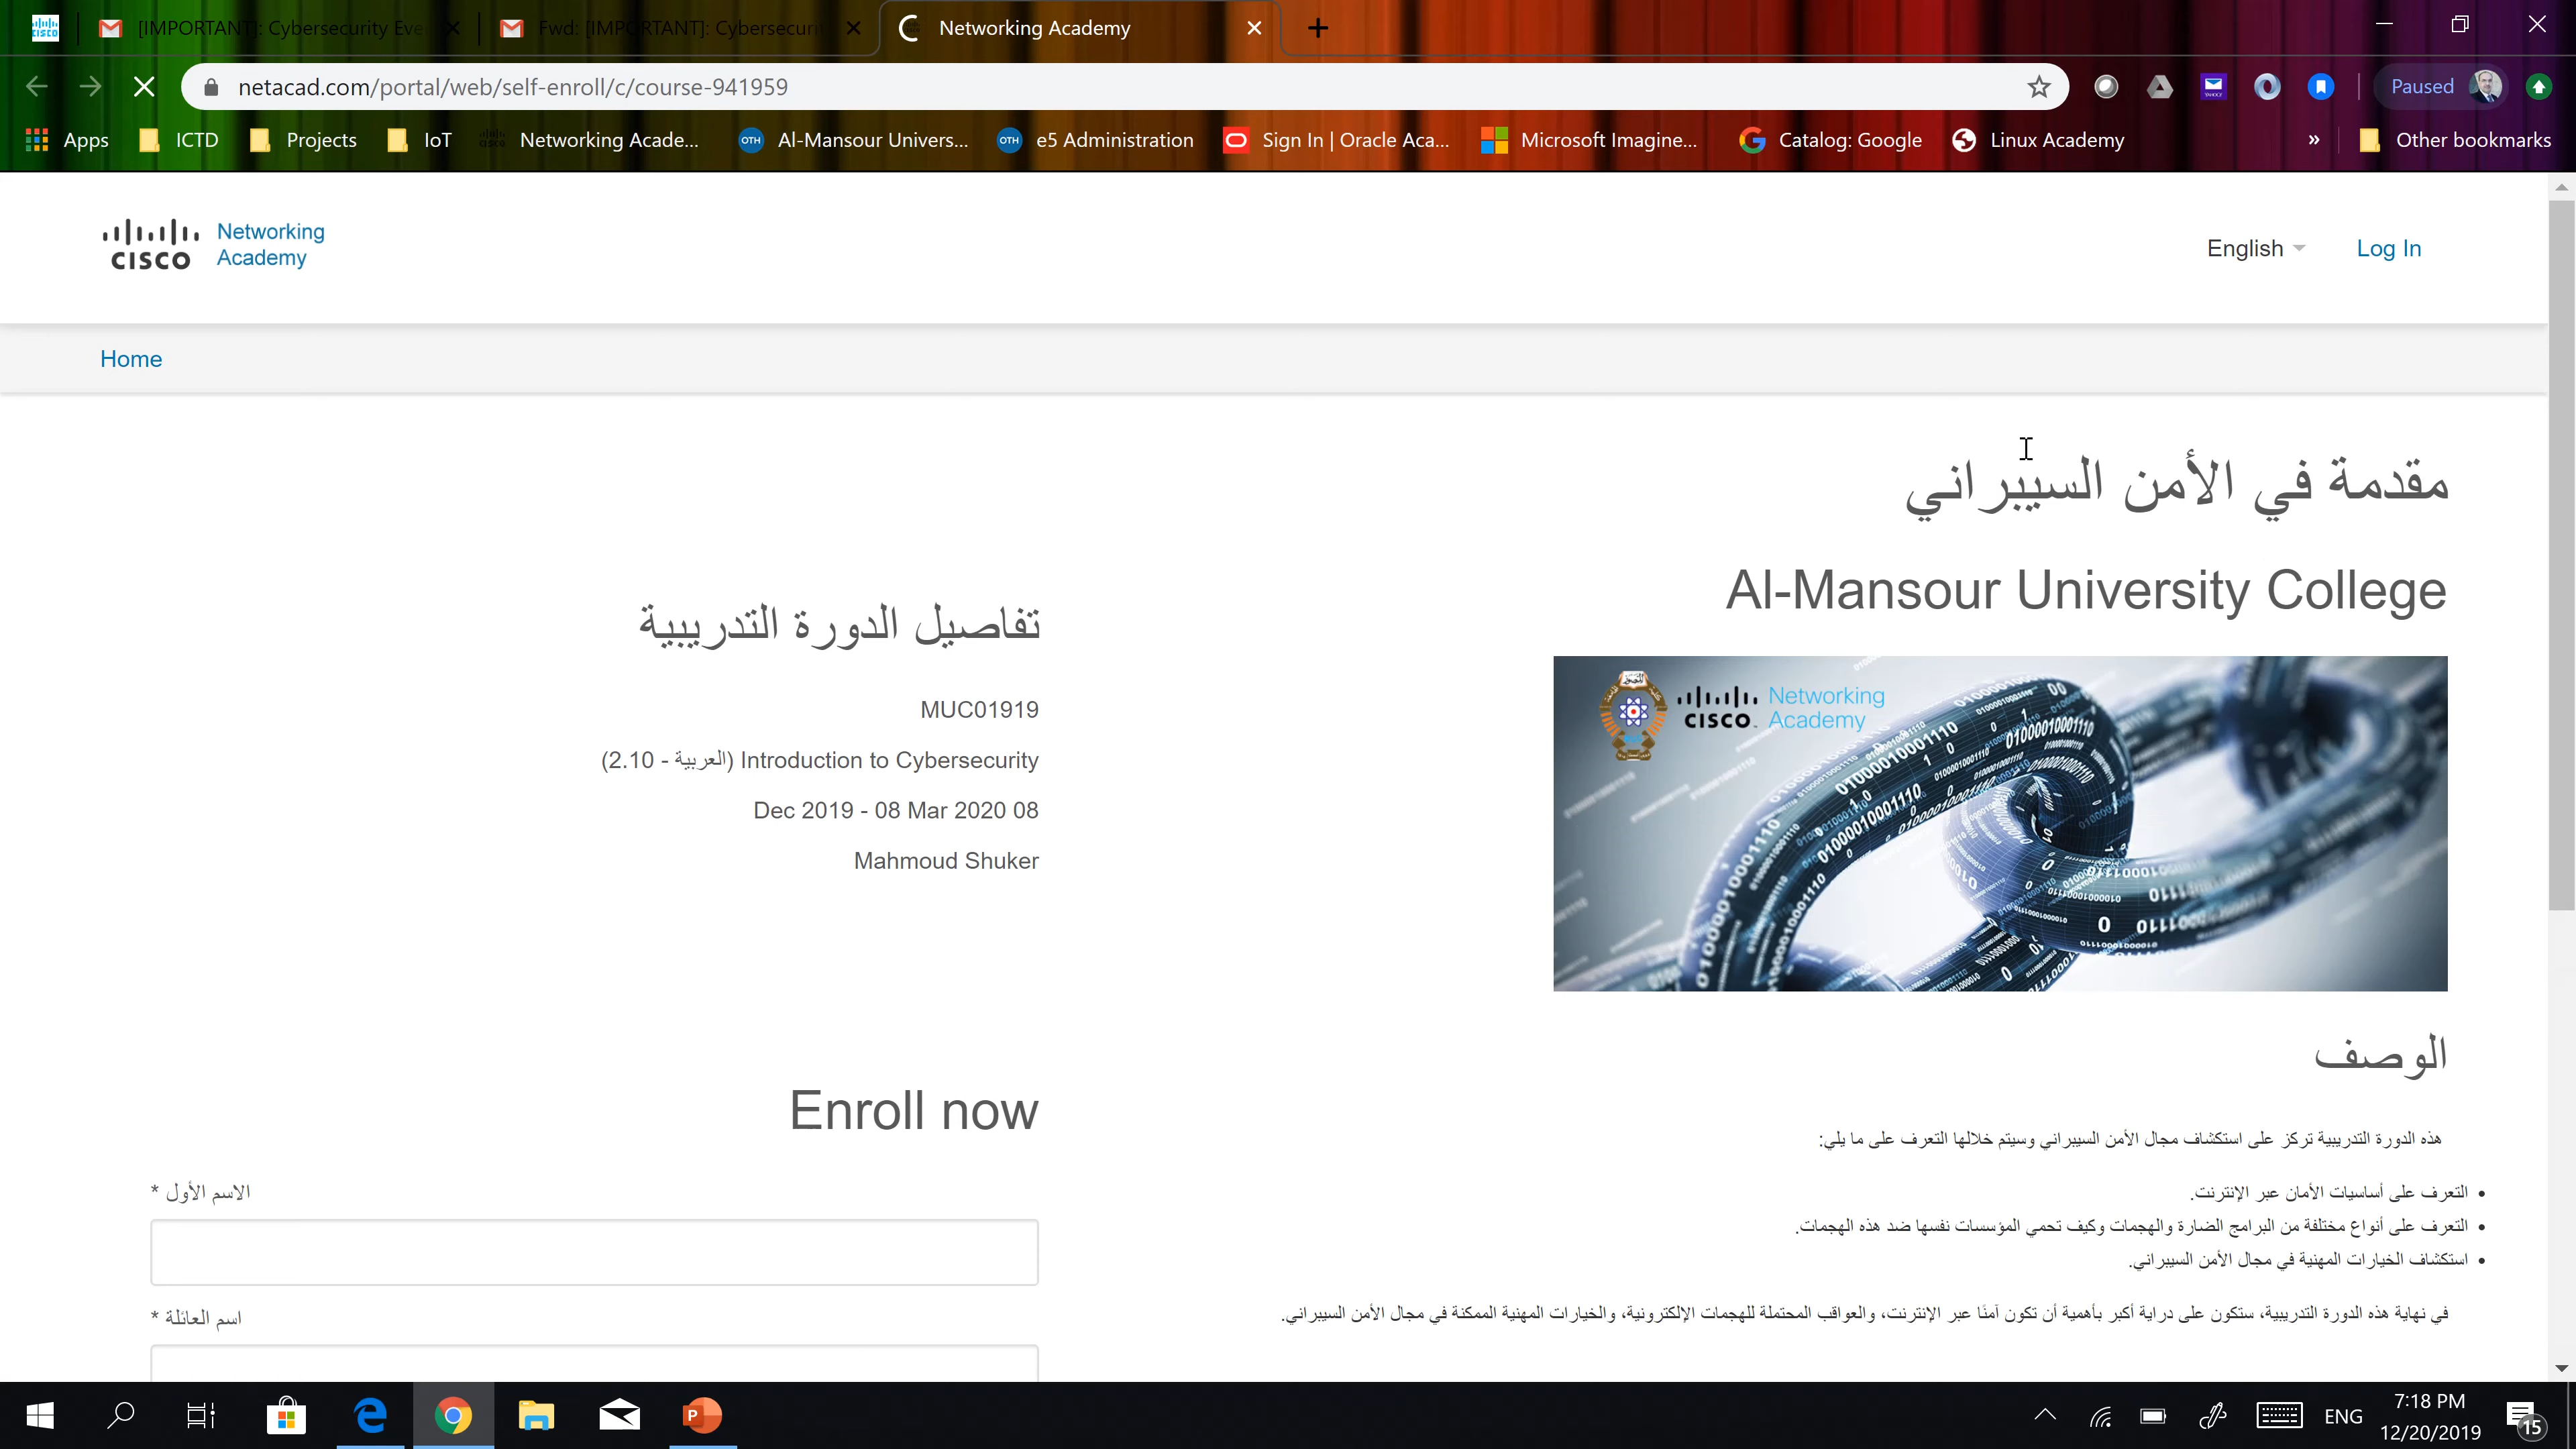 [IMPORTANT]: Cybersecurity Eve
Fwd: [IMPORTANT]: Cybersecuri
Networking Academy
netacad.com/portal/web/self-enroll/c/course-941959
Paused
Apps
ICTD
Projects
IoT
Networking Acade...
Al-Mansour Univers...
e5 Administration
Sign In | Oracle Aca...
Microsoft Imagine...
Catalog: Google
Linux Academy
»
Other bookmarks
CISCO Networking Academy
English
Log In
Home
مقدمة في الأمن السيبراني
Al-Mansour University College
CISCO Networking Academy
الوصف
هذه الدورة التدريبية تركز على استكشاف مجال الأمن السيبراني وسيتم خلالها التعرف على ما يلي:
• التعرف على أساسيات الأمان عبر الإنترنت.
• التعرف على أنواع مختلفة من البرامج الضارة والهجمات وكيف تحمي المؤسسات نفسها ضد هذه الهجمات.
• استكشاف الخيارات المهنية في مجال الأمن السيبراني.
في نهاية هذه الدورة التدريبية، ستكون على دراية أكبر بأهمية أن تكون آمنًا عبر الإنترنت، والعواقب المحتملة للهجمات الإلكترونية، والخيارات المهنية الممكنة في مجال الأمن السيبراني.
تفاصيل الدورة التدريبية
MUC01919
(2.10 - العربية) Introduction to Cybersecurity
Dec 2019 - 08 Mar 2020 08
Mahmoud Shuker
Enroll now
الاسم الأول *
اسم العائلة *
ENG
7:18 PM
12/20/2019
15